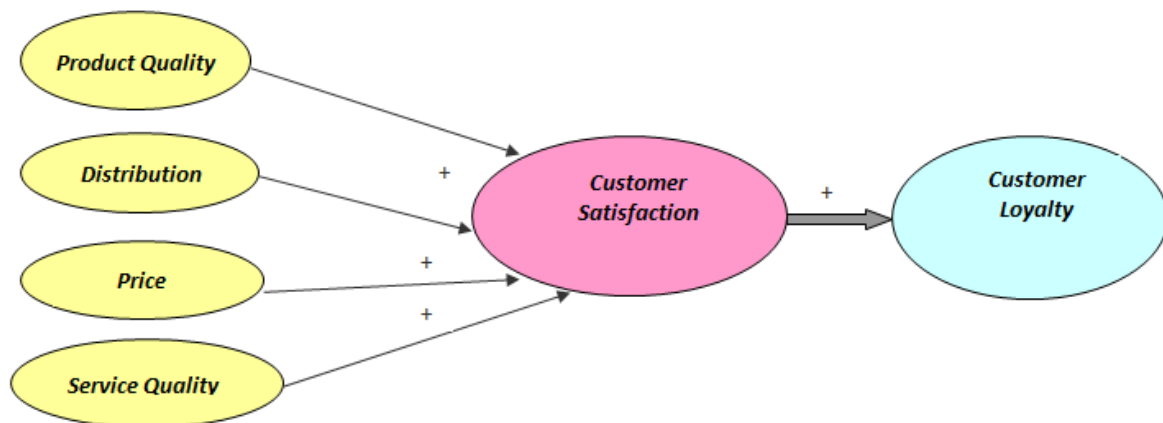 Product Quality
Distribution
Price
Service Quality
+
+
+
Customer
Satisfaction
+
Customer
Loyalty